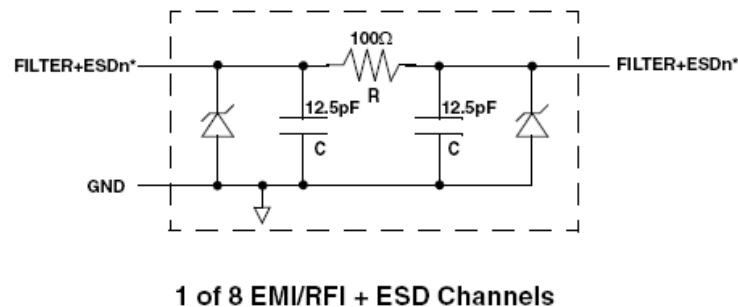 100Ω
FILTER+ESDn*
FILTER+ESDn*
R
12.5pF
12.5pF
C
C
GND
1 of 8 EMI/RFI + ESD Channels